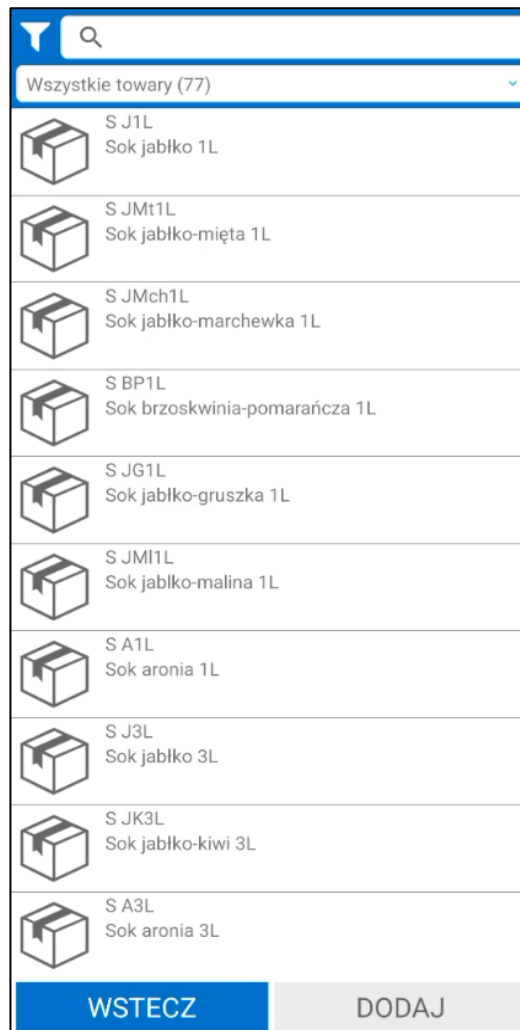 Wszystkie towary (77)
S J1L
Sok jabłko 1L
S JMt1L
Sok jabłko-mięta 1L
S JMch1L
Sok jabłko-marchewka 1L
S BP1L
Sok brzoskwinia-pomarańcza 1L
S JG1L
Sok jabłko-gruszka 1L
S JMl1L
Sok jablko-malina 1L
S A1L
Sok aronia 1L
S J3L
Sok jabłko 3L
S JK3L
Sok jabłko-kiwi 3L
S A3L
Sok aronia 3L
WSTECZ
DODAJ